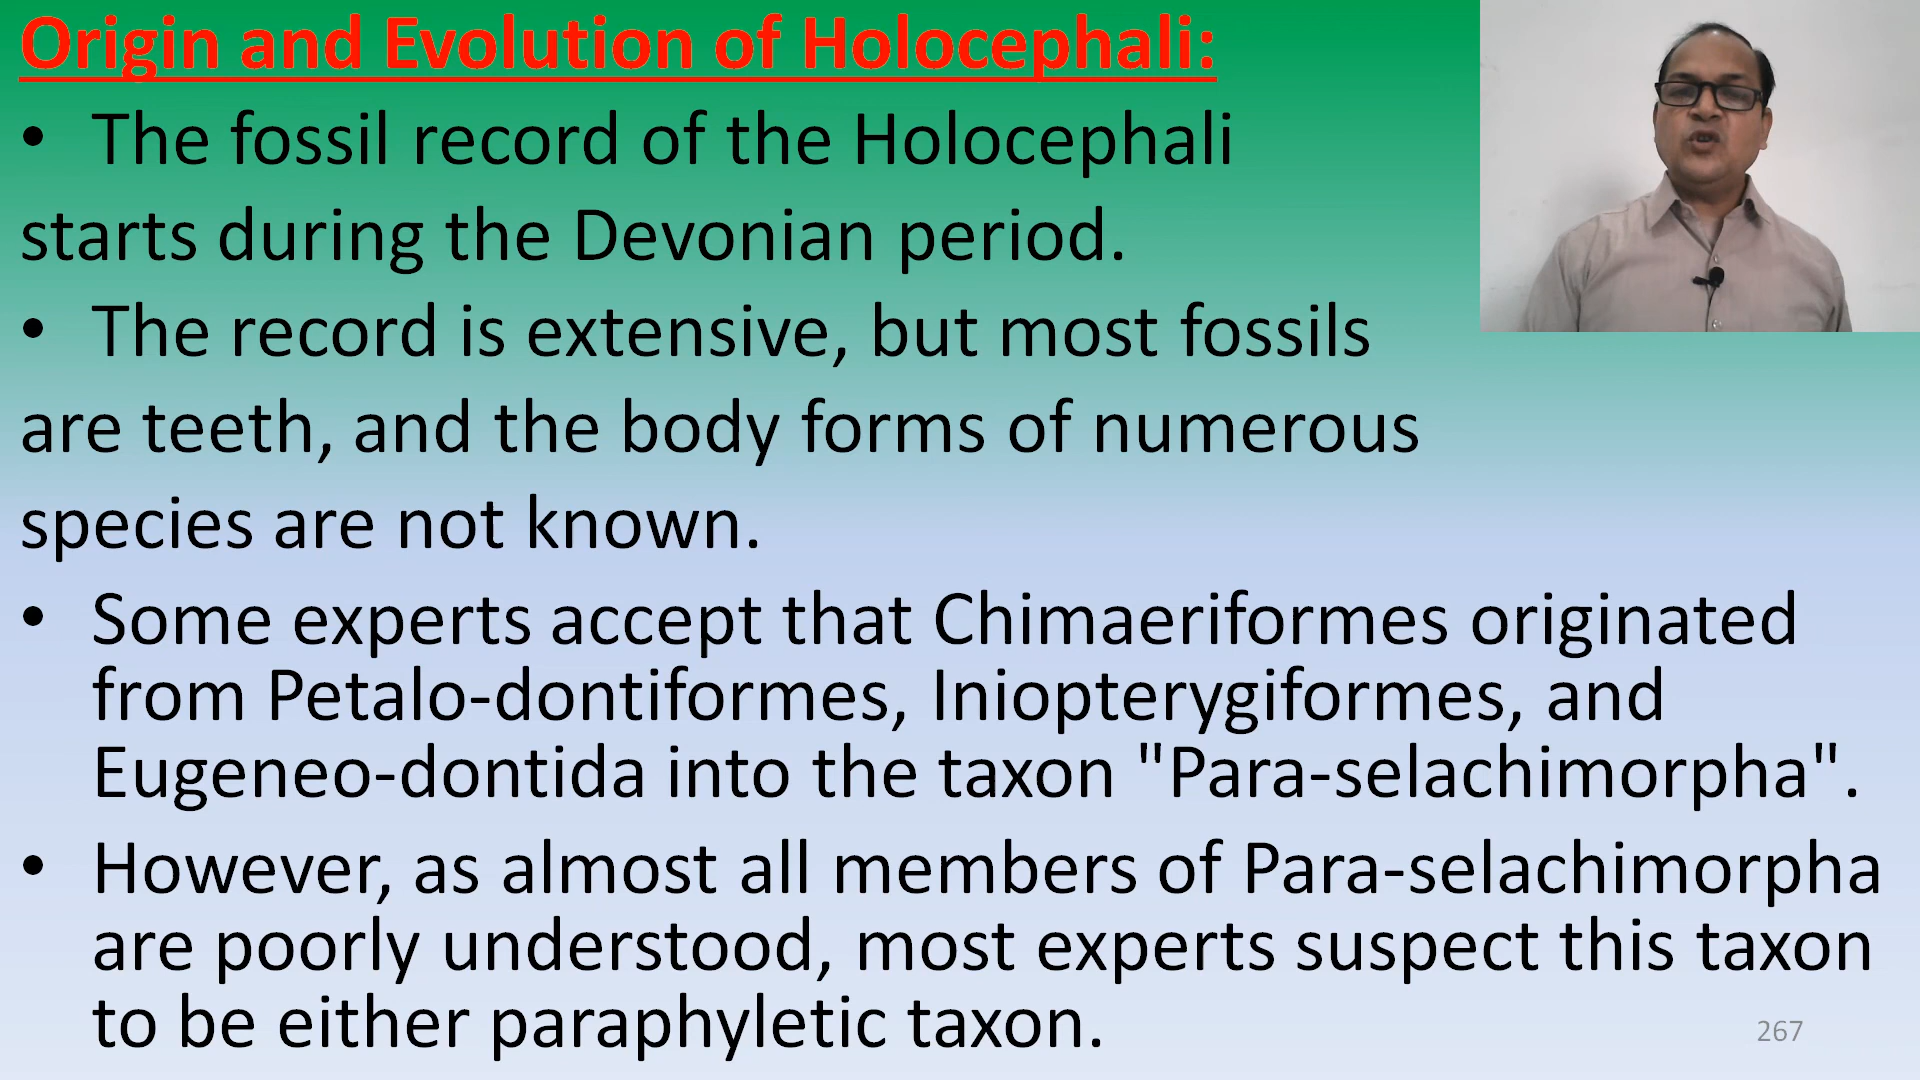 Origin and Evolution of Holocephali:
• The fossil record of the Holocephali
starts during the Devonian period.
• The record is extensive, but most fossils
are teeth, and the body forms of numerous
species are not known.
• Some experts accept that Chimaeriformes originated
from Petalo-dontiformes, Iniopterygiformes, and
Eugeneo-dontida into the taxon "Para-selachimorpha".
• However, as almost all members of Para-selachimorpha
are poorly understood, most experts suspect this taxon
to be either paraphyletic taxon.
267